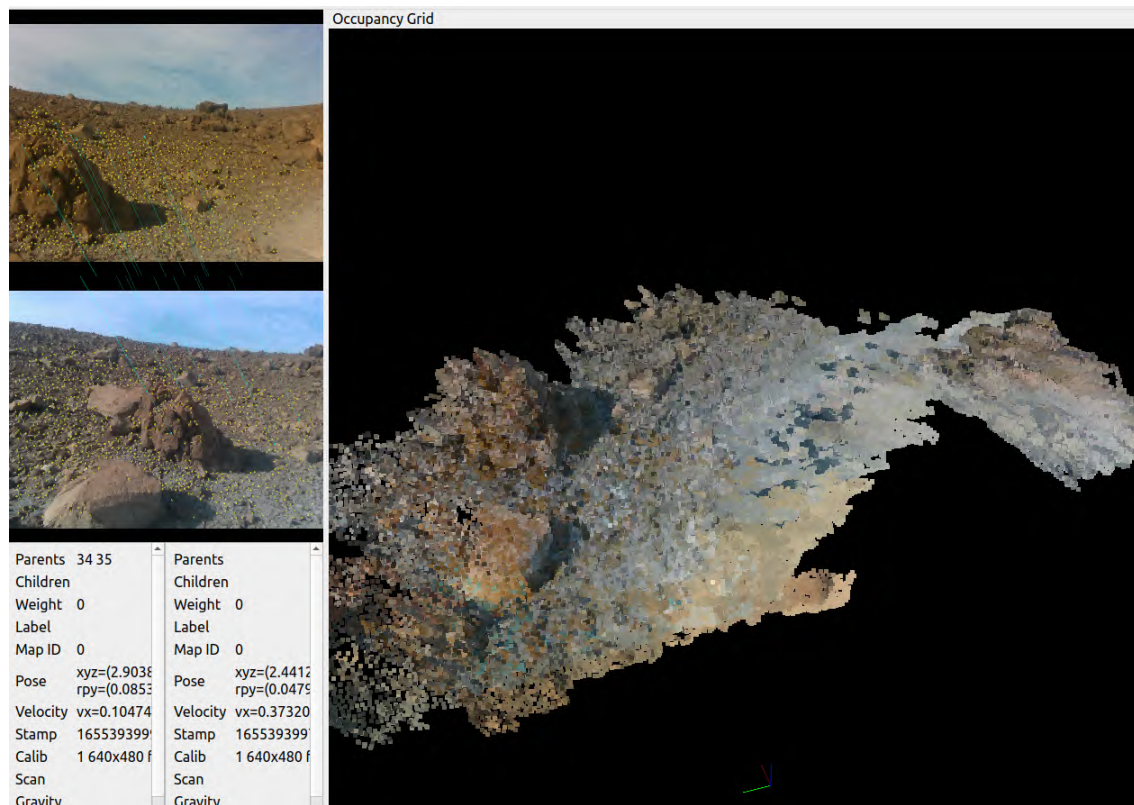 Occupancy Grid
Parents 34 35
Children
Weight 0
Label
Map ID 0
Pose xyz=(2.9038
rpy=(0.0853
Velocity vx=0.10474
Stamp 165539399
Calib 1 640x480 f
Scan
Gravity
Parents
Children
Weight 0
Label
Map ID 0
Pose xyz=(2.4412
rpy=(0.0479
Velocity vx=0.37320
Stamp 165539399
Calib 1 640x480 f
Scan
Gravity